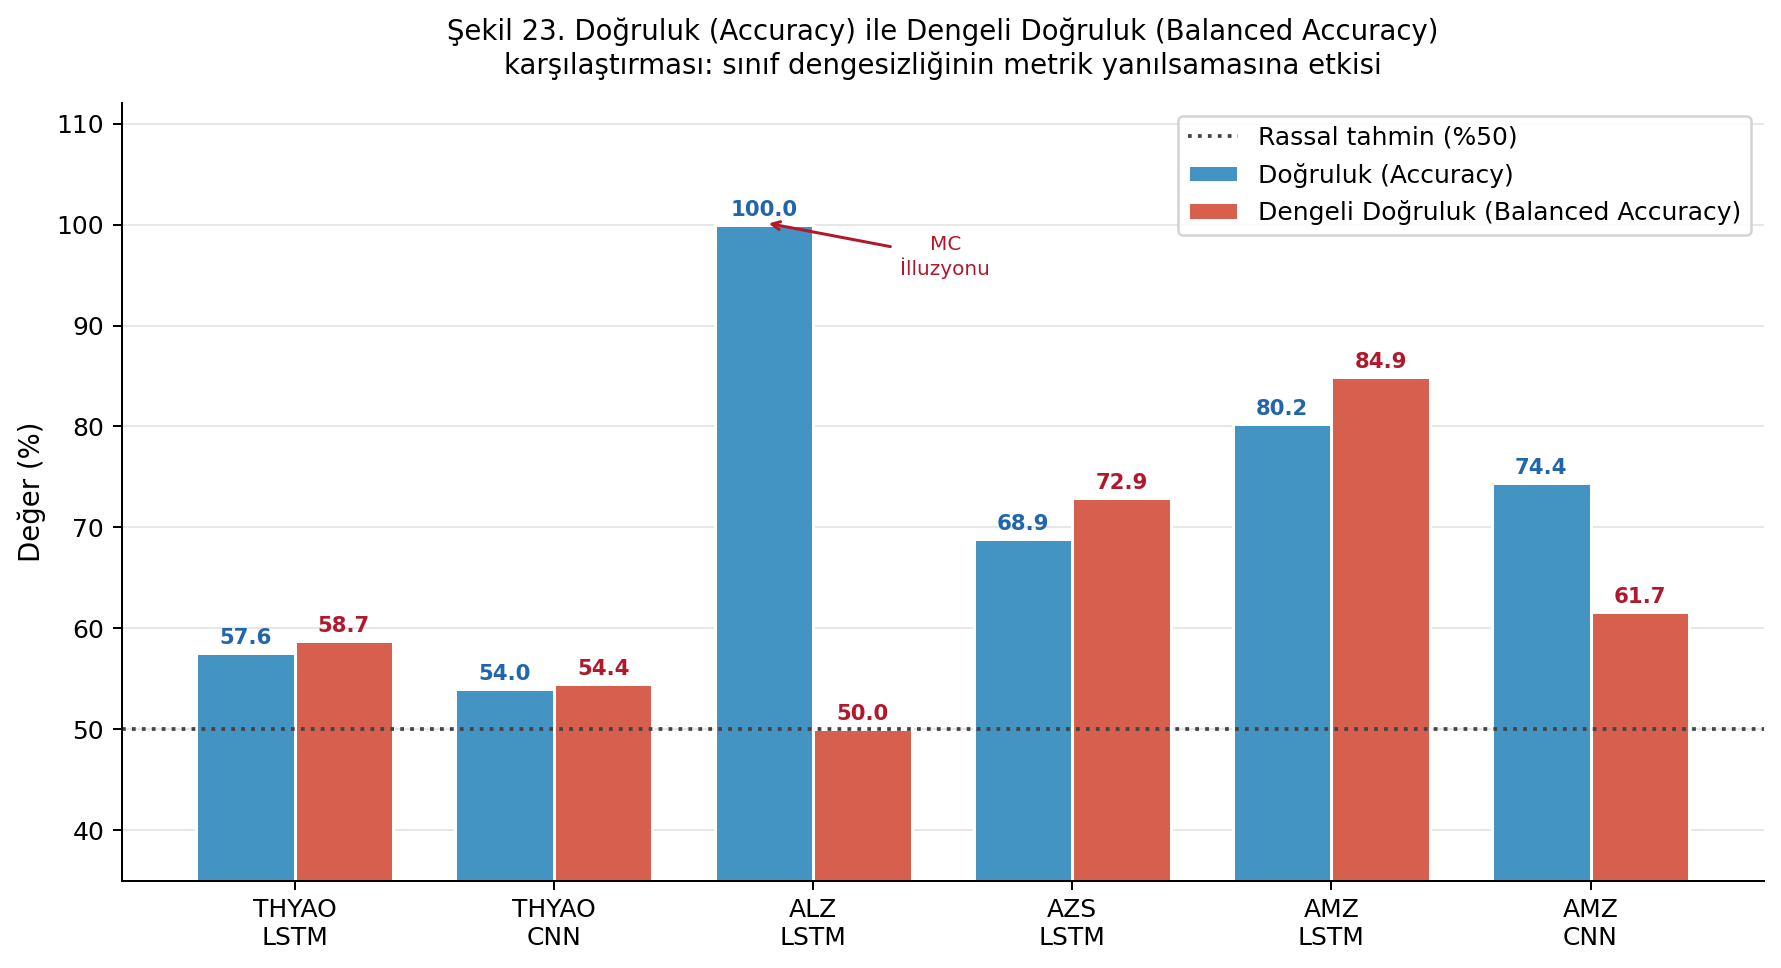 Şekil 23. Doğruluk (Accuracy) ile Dengeli Doğruluk (Balanced Accuracy)
karşılaştırması: sınıf dengesizliğinin metrik yanılsamasına etkisi
Rassal tahmin (%50)
Doğruluk (Accuracy)
Dengeli Doğruluk (Balanced Accuracy)
Değer (%)
110
100
90
80
70
60
50
40
57.6
58.7
54.0
54.4
100.0
50.0
MC
İlluzyonu
68.9
72.9
80.2
84.9
74.4
61.7
THYAO
LSTM
THYAO
CNN
ALZ
LSTM
AZS
LSTM
AMZ
LSTM
AMZ
CNN